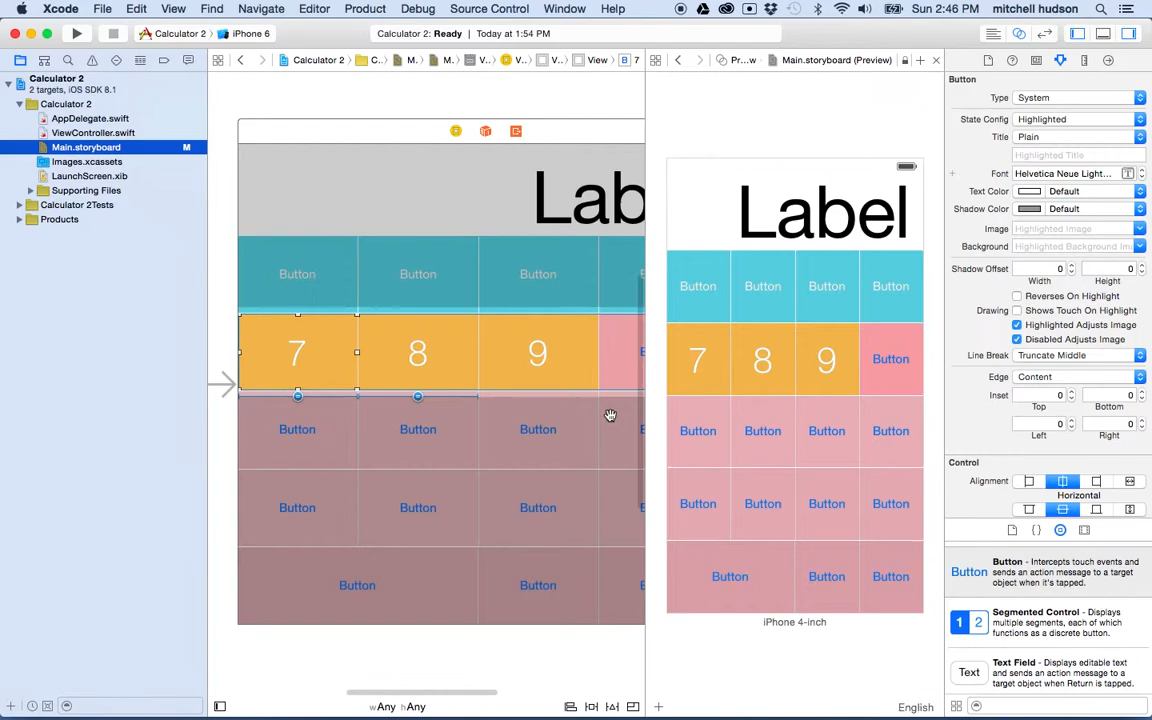 Xcode File Edit View Find Navigate Editor Product Debug Source Control Window Help Sun 2:46 PM mitchell hudson
Calculator 2 iPhone 6 Calculator 2: Ready Today at 1:54 PM
Calculator 2 C... M... M... V... V... V... View B 7 Pr... Main.storyboard (Preview)
Calculator 2
2 targets, iOS SDK 8.1
Calculator 2
AppDelegate.swift
ViewController.swift
Main.storyboard M
Images.xcassets
LaunchScreen.xib
Supporting Files
Calculator 2Tests
Products
Lab
Button Button Button
7 8 9
Button Button Button
Button Button Button
Button Button
wAny hAny
Label
Button Button Button Button
7 8 9 Button
Button Button Button Button
Button Button Button Button
Button Button Button
iPhone 4-inch
English
Button
Type System
State Config Highlighted
Title Plain
Highlighted Title
Font Helvetica Neue Light... T
Text Color Default
Shadow Color Default
Image Highlighted Image
Background Highlighted Background Ima
Shadow Offset 0 0
Width Height
Reverses On Highlight
Drawing Shows Touch On Highlight
Highlighted Adjusts Image
Disabled Adjusts Image
Line Break Truncate Middle
Edge Content
Inset 0 0
Top Bottom
0 0
Left Right
Control
Alignment
Horizontal
Button Button - Intercepts touch events and
sends an action message to a target
object when it's tapped.
1 2 Segmented Control - Displays
multiple segments, each of which
functions as a discrete button.
Text Text Field - Displays editable text
and sends an action message to a
target object when Return is tapped.